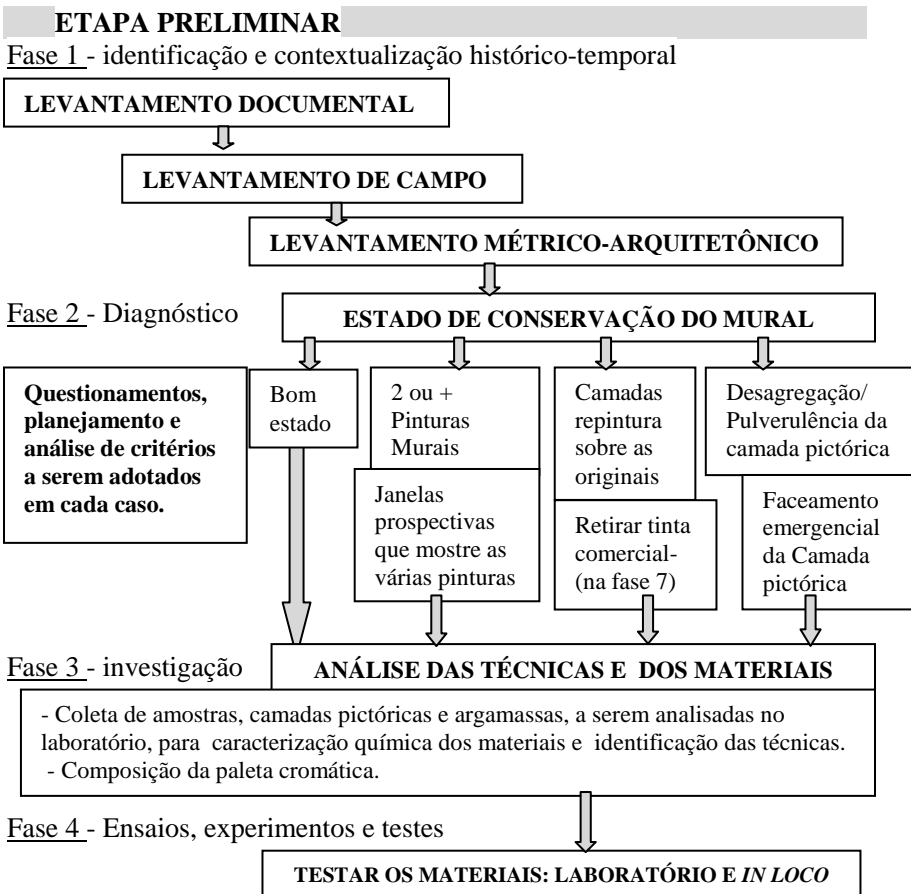 ETAPA PRELIMINAR
Fase 1 - identificação e contextualização histórico-temporal
LEVANTAMENTO DOCUMENTAL
LEVANTAMENTO DE CAMPO
LEVANTAMENTO MÉTRICO-ARQUITETÔNICO
Fase 2 - Diagnóstico
ESTADO DE CONSERVAÇÃO DO MURAL
Questionamentos,
planejamento e
análise de critérios
a serem adotados
em cada caso.
Bom
estado
2 ou +
Pinturas
Murais
Janelas
prospectivas
que mostre as
várias pinturas
Camadas
repintura
sobre as
originais
Retirar tinta
comercial-
(na fase 7)
Desagregação/
Pulverulência da
camada pictórica
Faceamento
emergencial
da Camada
pictórica
Fase 3 - investigação
ANÁLISE DAS TÉCNICAS E DOS MATERIAIS
- Coleta de amostras, camadas pictóricas e argamassas, a serem analisadas no
laboratório, para caracterização química dos materiais e identificação das técnicas.
- Composição da paleta cromática.
Fase 4 - Ensaios, experimentos e testes
TESTAR OS MATERIAIS: LABORATÓRIO E IN LOCO